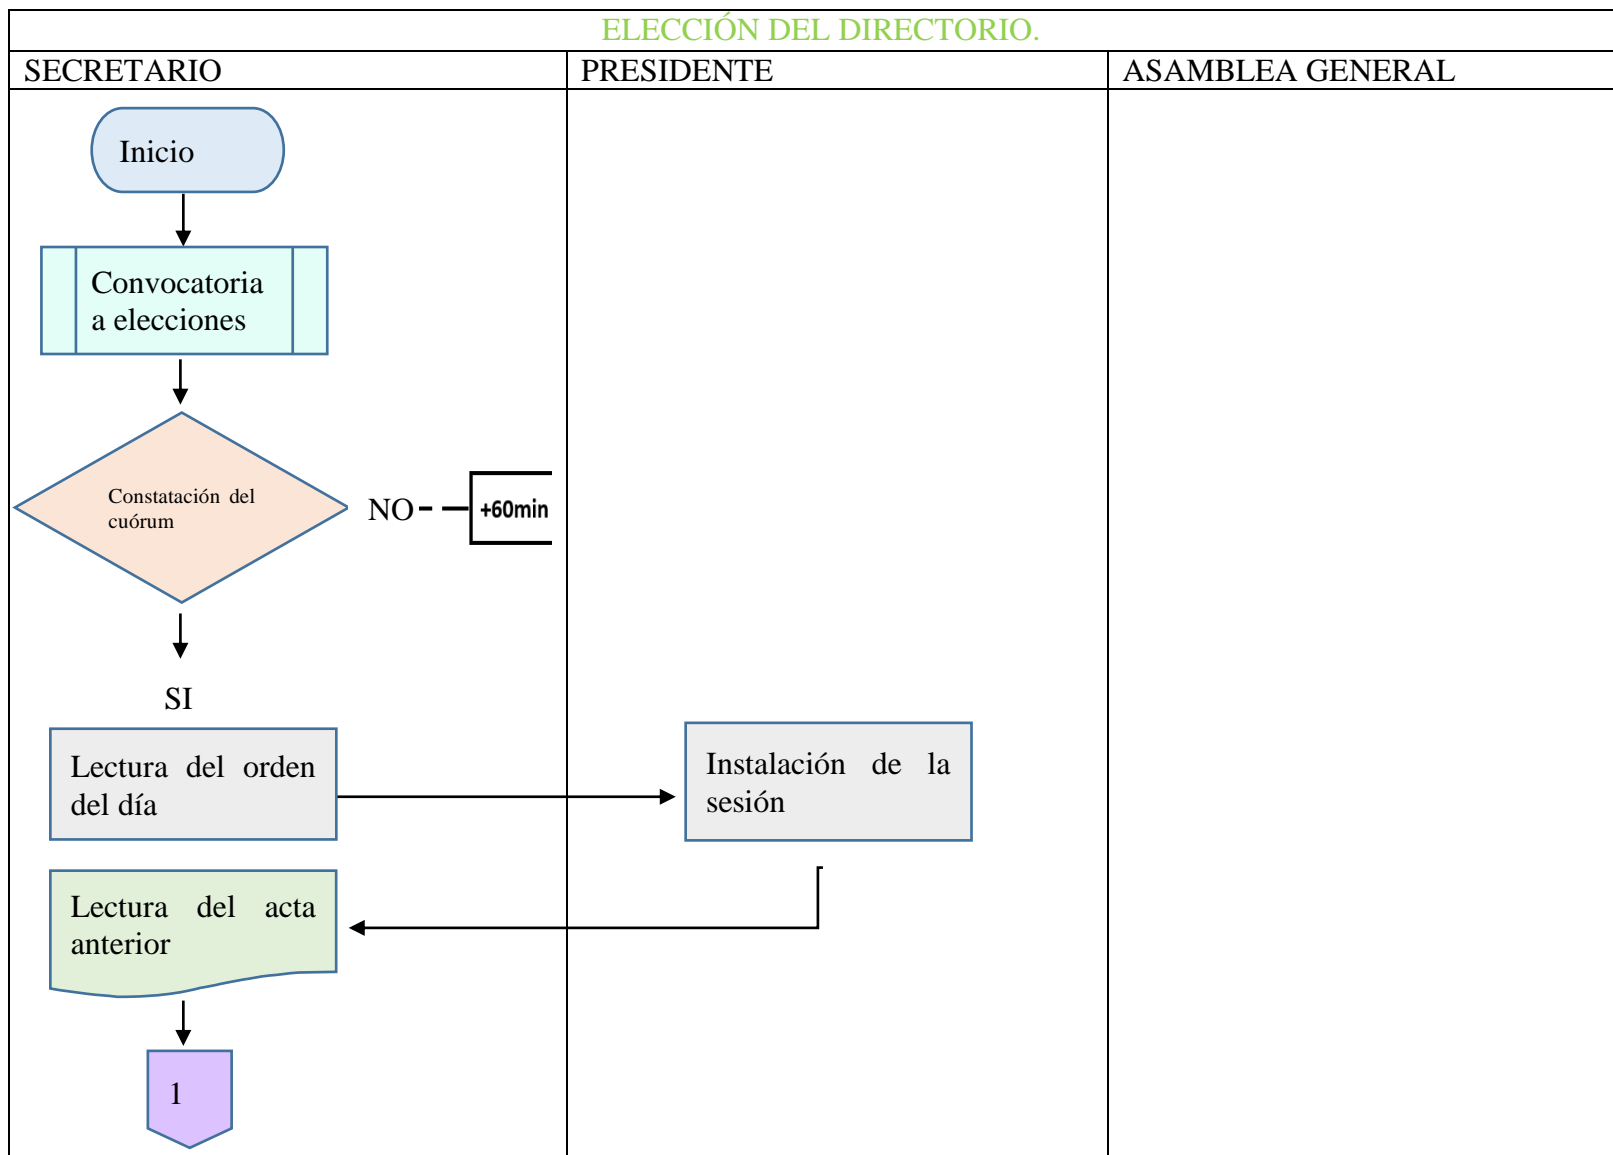 ELECCIÓN DEL DIRECTORIO.
SECRETARIO
PRESIDENTE
ASAMBLEA GENERAL
Inicio
Convocatoria
a elecciones
Constatación del
cuórum
NO
+60min
SI
Lectura del orden
del día
Instalación de la
sesión
Lectura del acta
anterior
1